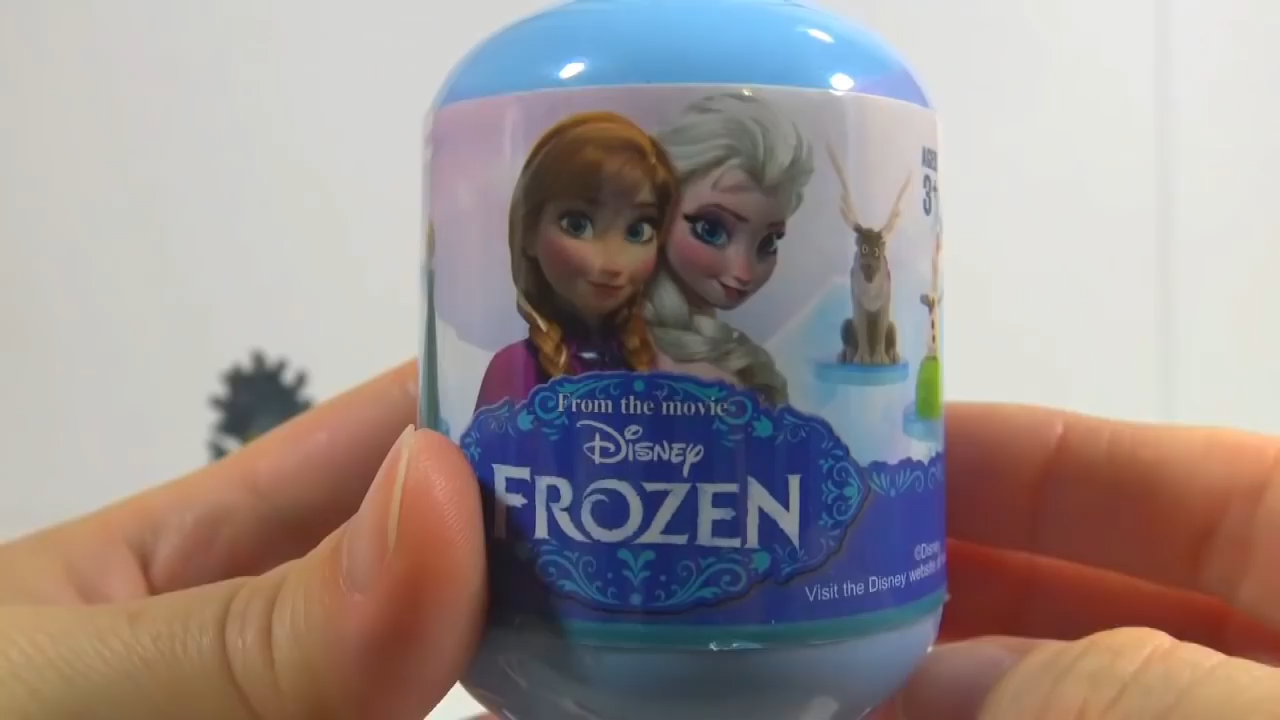 AGES
3+
From the movie
Disney
FROZEN
©Disney
Visit the Disney website